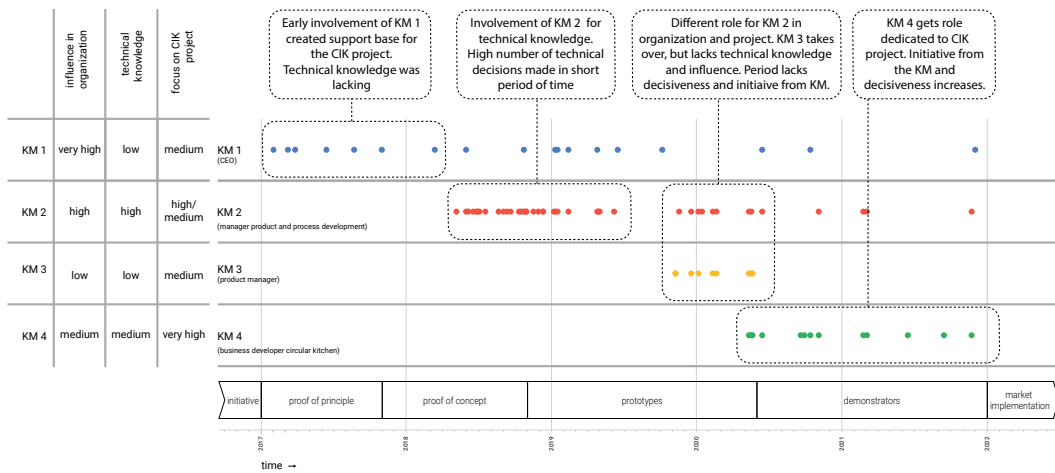 influence in
organization
technical
knowledge
focus on CIK
project
Early involvement of KM 1
created support base for
the CIK project.
Technical knowledge was
lacking
Involvement of KM 2 for
technical knowledge.
High number of technical
decisions made in short
period of time
Different role for KM 2 in
organization and project. KM 3 takes
over, but lacks technical knowledge
and influence. Period lacks
decisiveness and initiaive from KM.
KM 4 gets role
dedicated to CIK
project. Initiative from
the KM and
decisiveness increases.
KM 1 very high low medium KM 1
(CEO)
KM 2 high high high/
medium
KM 2
(manager product and process development)
KM 3 low low medium KM 3
(product manager)
KM 4 medium medium very high KM 4
(business developer circular kitchen)
initiative proof of principle proof of concept prototypes demonstrators market
implementation
2017 2018 2019 2020 2021 2022
time →